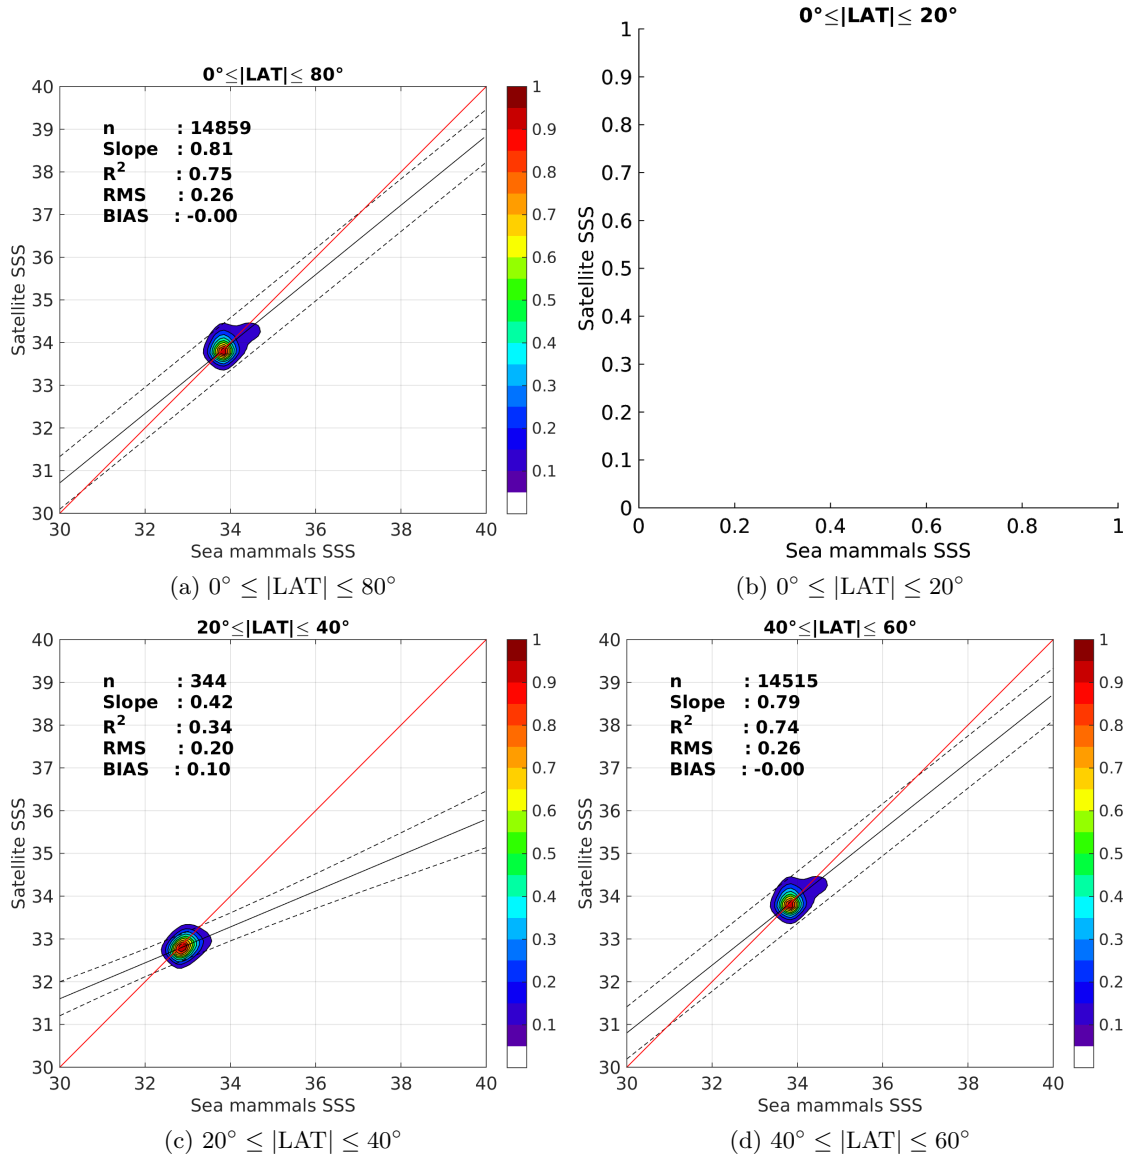 0°≤|LAT|≤ 80°
40
39
38
37
36
35
34
33
32
31
30
30 32 34 36 38 40
Satellite SSS
Sea mammals SSS
n : 14859
Slope : 0.81
R² : 0.75
RMS : 0.26
BIAS : -0.00
1
0.9
0.8
0.7
0.6
0.5
0.4
0.3
0.2
0.1
(a) 0° ≤ |LAT| ≤ 80°
0°≤|LAT|≤ 20°
1
0.9
0.8
0.7
0.6
0.5
0.4
0.3
0.2
0.1
0
0 0.2 0.4 0.6 0.8 1
Satellite SSS
Sea mammals SSS
(b) 0° ≤ |LAT| ≤ 20°
20°≤|LAT|≤ 40°
40
39
38
37
36
35
34
33
32
31
30
30 32 34 36 38 40
Satellite SSS
Sea mammals SSS
n : 344
Slope : 0.42
R² : 0.34
RMS : 0.20
BIAS : 0.10
1
0.9
0.8
0.7
0.6
0.5
0.4
0.3
0.2
0.1
(c) 20° ≤ |LAT| ≤ 40°
40°≤|LAT|≤ 60°
40
39
38
37
36
35
34
33
32
31
30
30 32 34 36 38 40
Satellite SSS
Sea mammals SSS
n : 14515
Slope : 0.79
R² : 0.74
RMS : 0.26
BIAS : -0.00
1
0.9
0.8
0.7
0.6
0.5
0.4
0.3
0.2
0.1
(d) 40° ≤ |LAT| ≤ 60°